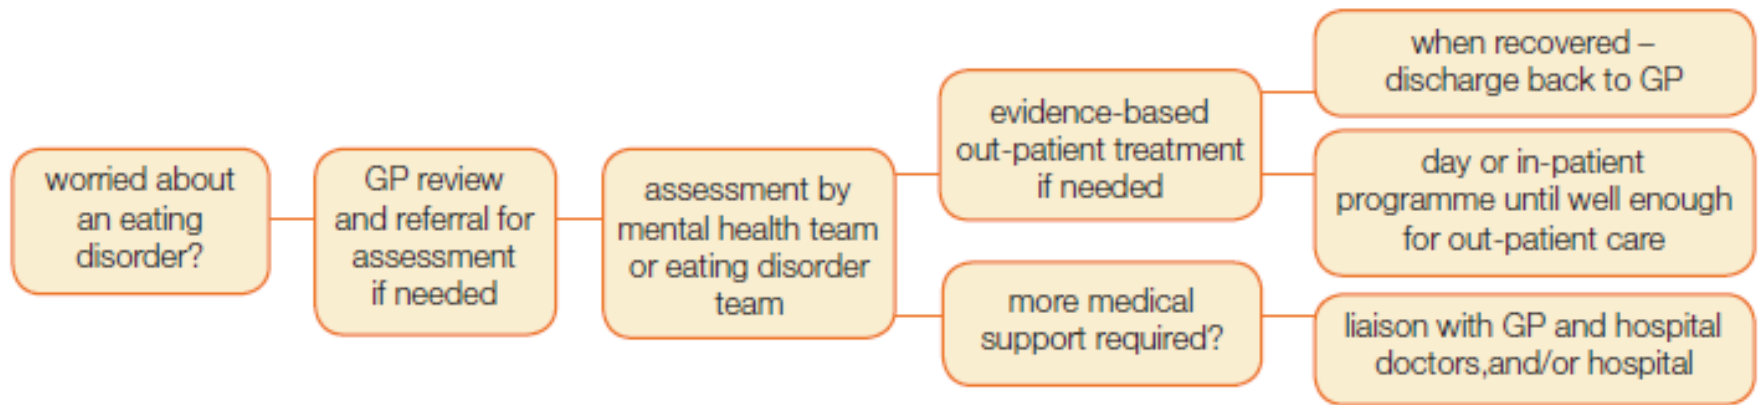 worried about
an eating
disorder?
GP review
and referral for
assessment
if needed
assessment by
mental health team
or eating disorder
team
evidence-based
out-patient treatment
if needed
more medical
support required?
when recovered –
discharge back to GP
day or in-patient
programme until well enough
for out-patient care
liaison with GP and hospital
doctors,and/or hospital